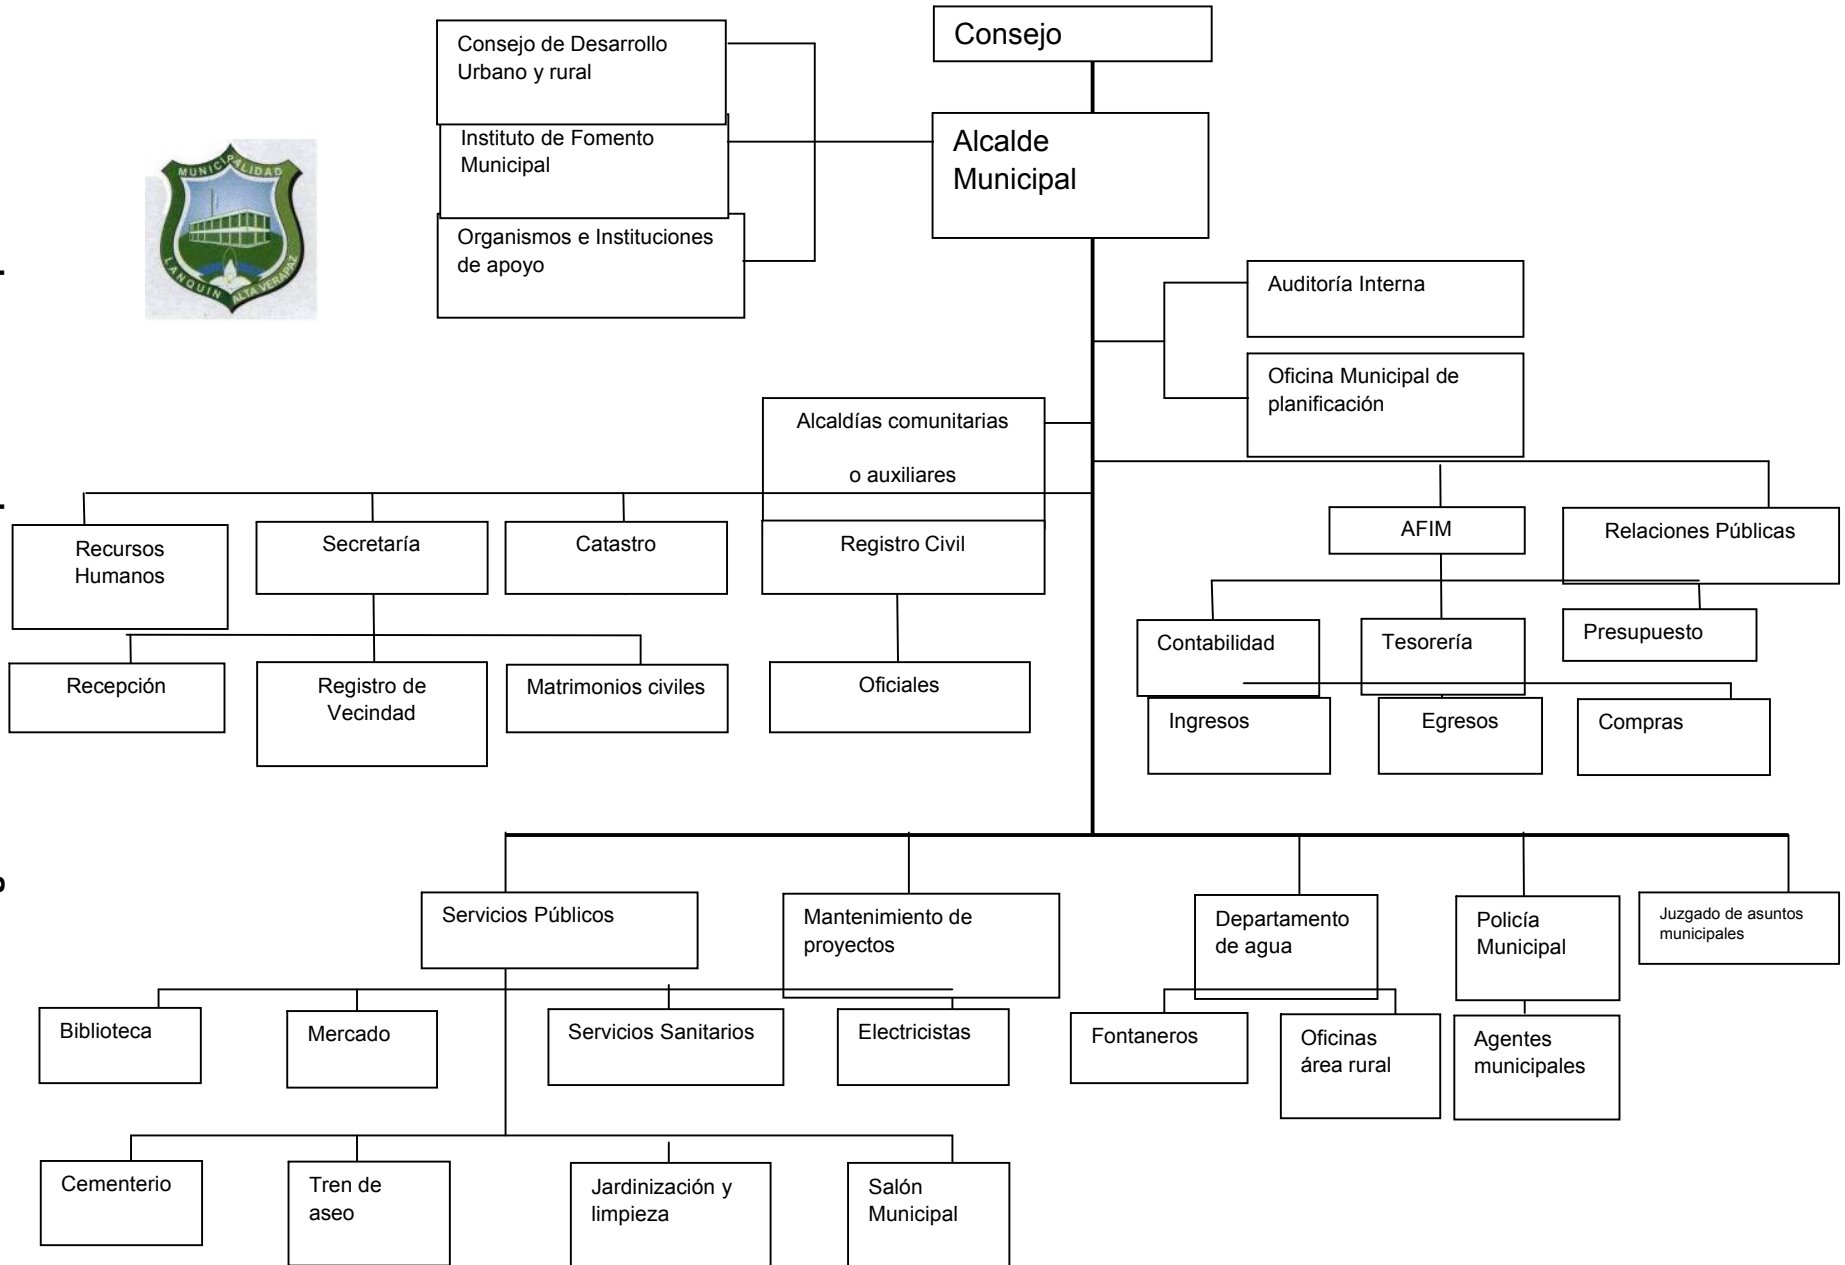 Consejo
Consejo de Desarrollo
Urbano y rural
Alcalde
Municipal
Instituto de Fomento
Municipal
MUNICIPALIDAD
LANQUIN ALTA VERAPAZ
Organismos e Instituciones
de apoyo
Auditoría Interna
Oficina Municipal de
planificación
Alcaldías comunitarias
o auxiliares
Recursos
Humanos
Secretaría
Catastro
Registro Civil
AFIM
Relaciones Públicas
Contabilidad
Tesorería
Presupuesto
Recepción
Registro de
Vecindad
Matrimonios civiles
Oficiales
Ingresos
Egresos
Compras
Servicios Públicos
Mantenimiento de
proyectos
Departamento
de agua
Policía
Municipal
Juzgado de asuntos
municipales
Biblioteca
Mercado
Servicios Sanitarios
Electricistas
Fontaneros
Oficinas
área rural
Agentes
municipales
Cementerio
Tren de
aseo
Jardinización y
limpieza
Salón
Municipal